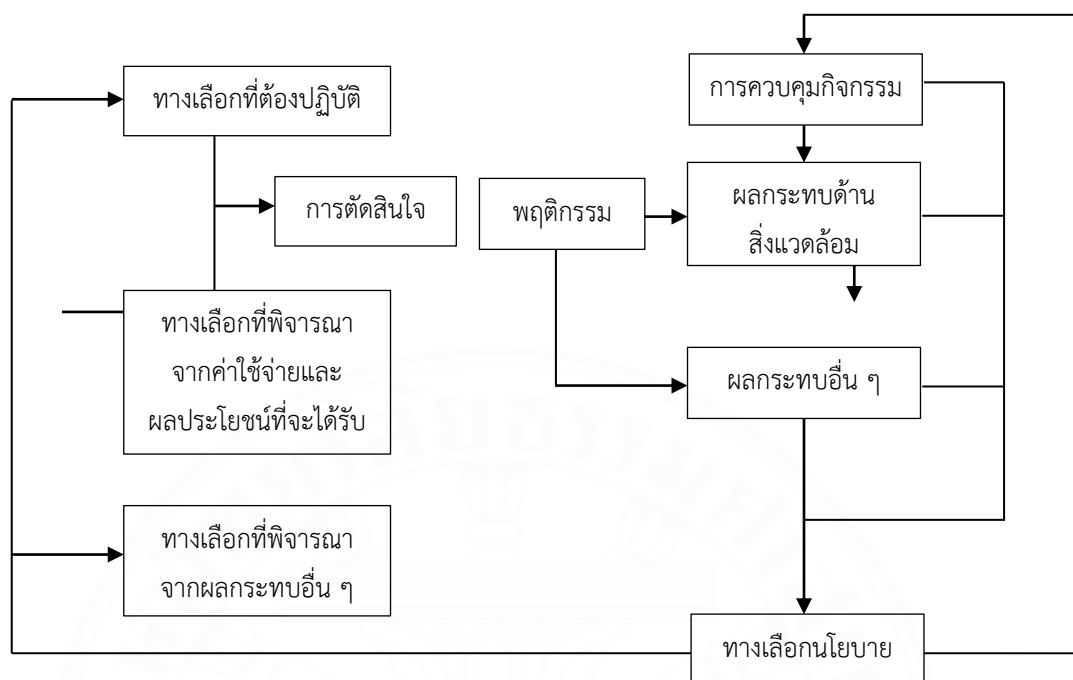 การควบคุมกิจกรรม
ทางเลือกที่ต้องปฏิบัติ
ผลกระทบด้าน
สิ่งแวดล้อม
การตัดสินใจ
พฤติกรรม
ทางเลือกที่พิจารณา
จากค่าใช้จ่ายและ
ผลประโยชน์ที่จะได้รับ
ผลกระทบอื่น ๆ
ทางเลือกที่พิจารณา
จากผลกระทบอื่น ๆ
ทางเลือกนโยบาย